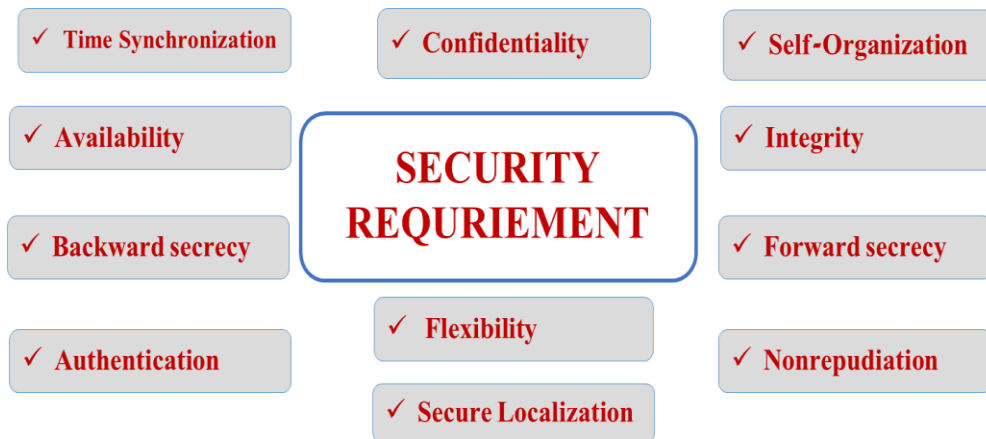 ✓ Time Synchronization
✓ Confidentiality
✓ Self-Organization
✓ Availability
✓ Integrity
SECURITY
REQURIEMENT
✓ Backward secrecy
✓ Forward secrecy
✓ Flexibility
✓ Authentication
✓ Nonrepudiation
✓ Secure Localization